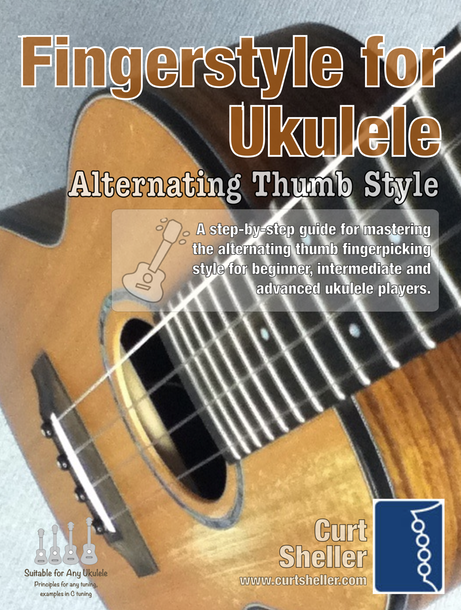 Fingerstyle for
Ukulele
Alternating Thumb Style
A step-by-step guide for mastering
the alternating thumb fingerpicking
style for beginner, intermediate and
advanced ukulele players.
Curt
Sheller
www.curtsheller.com
Suitable for Any Ukulele
Principles for any tuning,
examples in C tuning